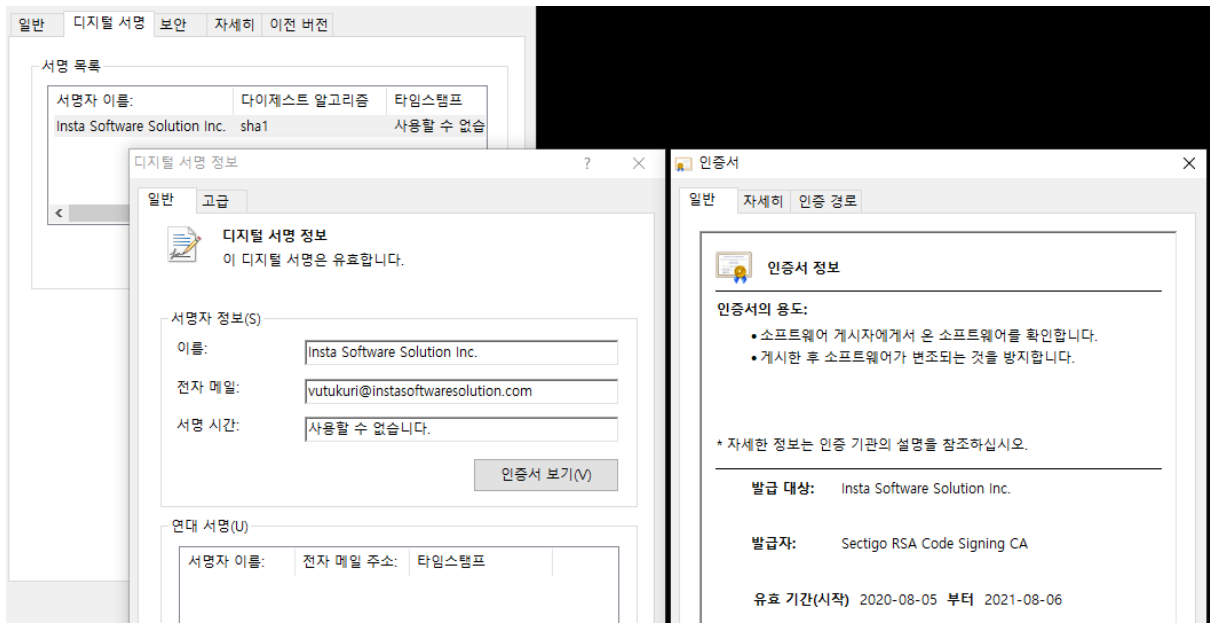 일반 디지털 서명 보안 자세히 이전 버전
서명 목록
서명자 이름: 다이제스트 알고리즘 타임스탬프
Insta Software Solution Inc. sha1 사용할 수 없습
디지털 서명 정보 ? ×
일반 고급
디지털 서명 정보
이 디지털 서명은 유효합니다.
서명자 정보(S)
이름: Insta Software Solution Inc.
전자 메일: vutukuri@instasoftwaresolution.com
서명 시간: 사용할 수 없습니다.
인증서 보기(V)
연대 서명(U)
서명자 이름: 전자 메일 주소: 타임스탬프
인증서 ×
일반 자세히 인증 경로
인증서 정보
인증서의 용도:
• 소프트웨어 게시자에게서 온 소프트웨어를 확인합니다.
• 게시한 후 소프트웨어가 변조되는 것을 방지합니다.
* 자세한 정보는 인증 기관의 설명을 참조하십시오.
발급 대상: Insta Software Solution Inc.
발급자: Sectigo RSA Code Signing CA
유효 기간(시작) 2020-08-05 부터 2021-08-06